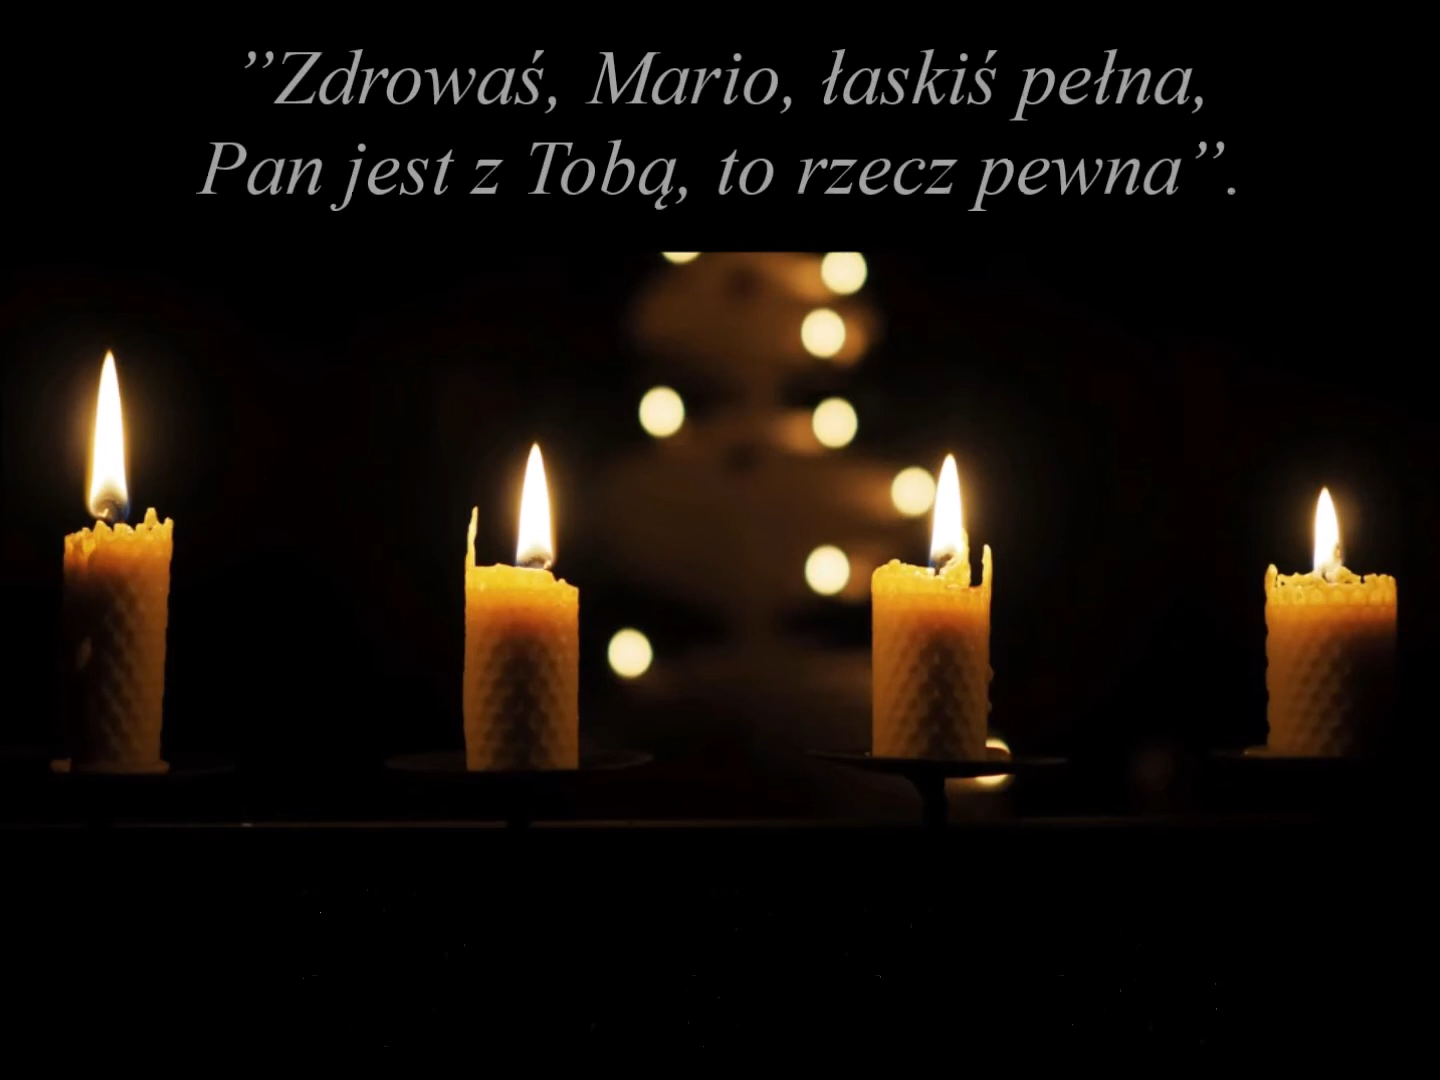 ”Zdrowaś, Mario, łaskiś pełna,
Pan jest z Tobą, to rzecz pewna”.